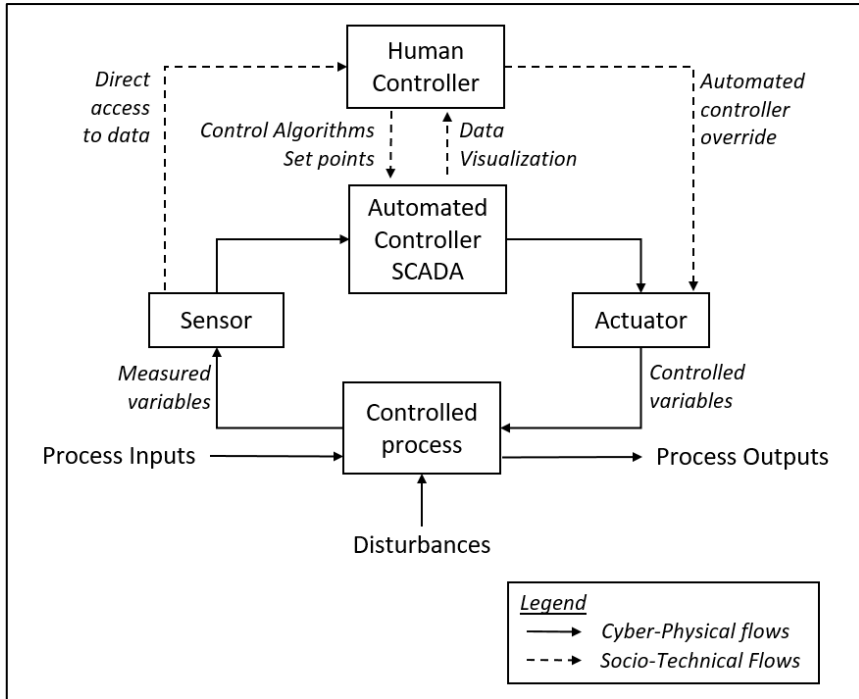 Human
Controller
Direct
access
to data
Automated
controller
override
Control Algorithms
Set points
Data
Visualization
Automated
Controller
SCADA
Sensor
Actuator
Measured
variables
Controlled
variables
Controlled
process
Process Inputs
Process Outputs
Disturbances
Legend
Cyber-Physical flows
Socio-Technical Flows